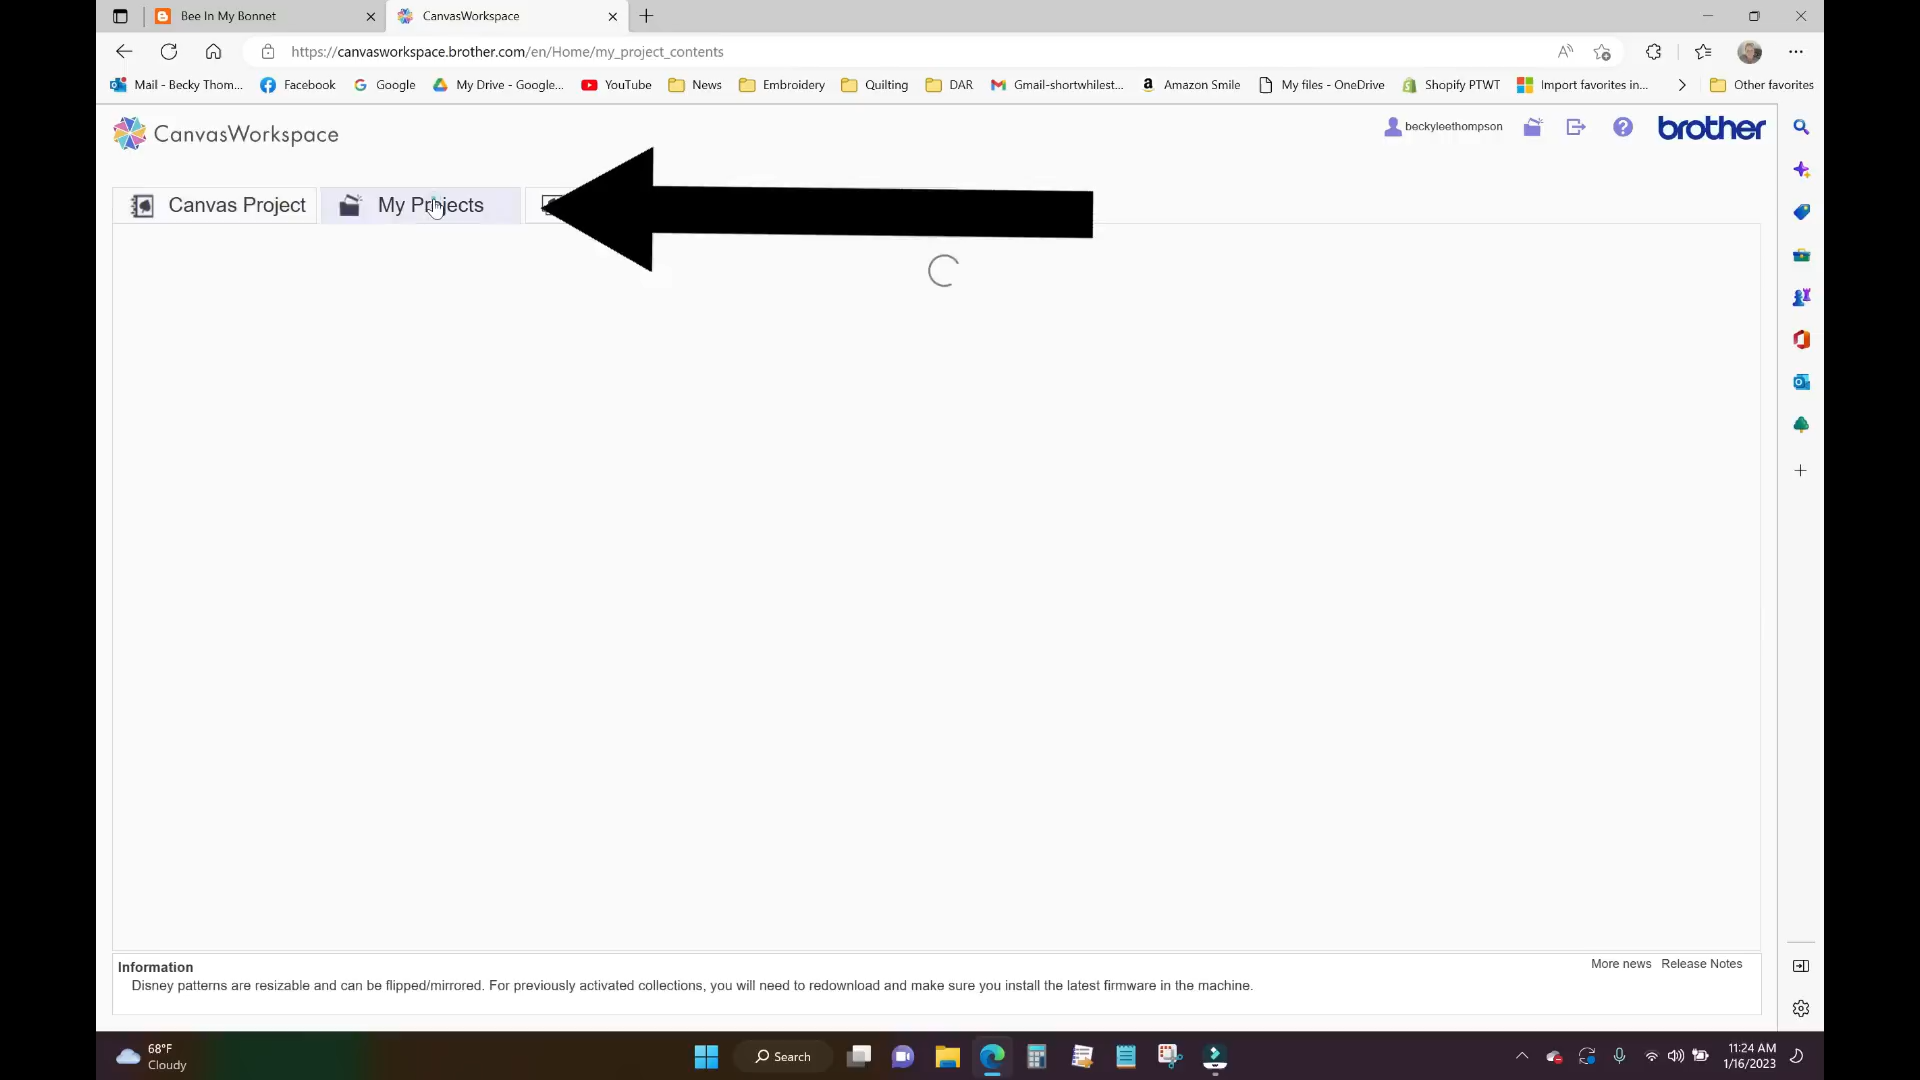 Bee In My Bonnet
CanvasWorkspace
https://canvasworkspace.brother.com/en/Home/my_project_contents
Mail - Becky Thom...
Facebook
Google
My Drive - Google...
YouTube
News
Embroidery
Quilting
DAR
Gmail-shortwhilest...
Amazon Smile
My files - OneDrive
Shopify PTWT
Import favorites in...
Other favorites
CanvasWorkspace
beckyleethompson
brother
Canvas Project
My Projects
Information
More news
Release Notes
Disney patterns are resizable and can be flipped/mirrored. For previously activated collections, you will need to redownload and make sure you install the latest firmware in the machine.
68°F
Cloudy
Search
11:24 AM
1/16/2023